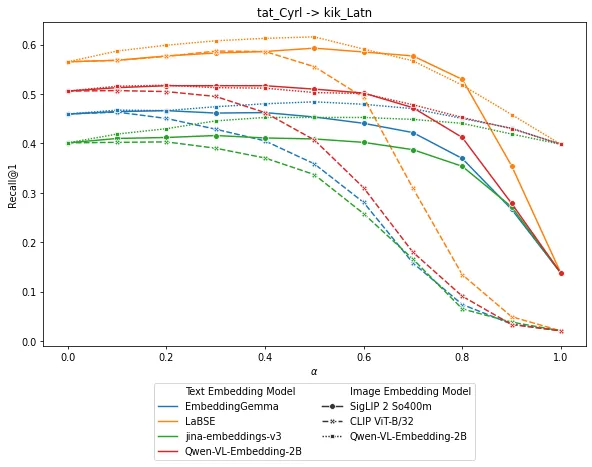 tat_Cyrl -> kik_Latn
Recall@1
0.6
0.5
0.4
0.3
0.2
0.1
0.0
0.0 0.2 0.4 0.6 0.8 1.0
α
Text Embedding Model
EmbeddingGemma
LaBSE
jina-embeddings-v3
Qwen-VL-Embedding-2B
Image Embedding Model
SigLIP 2 So400m
CLIP ViT-B/32
Qwen-VL-Embedding-2B